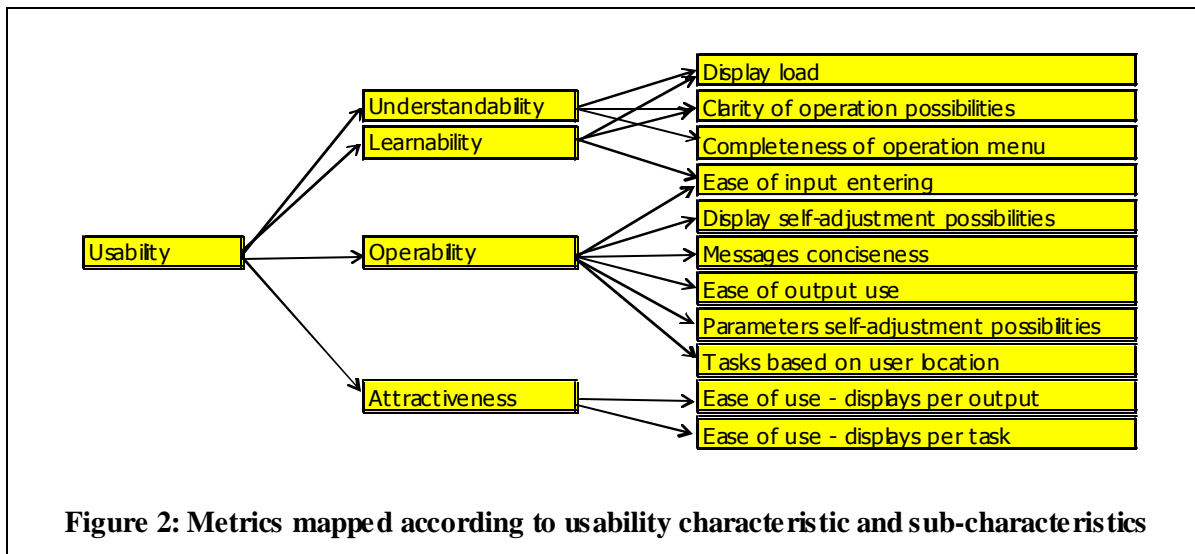 Display load
Understandability
Clarity of operation possibilities
Learnability
Completeness of operation menu
Ease of input entering
Display self-adjustment possibilities
Usability
Operability
Messages conciseness
Ease of output use
Parameters self-adjustment possibilities
Tasks based on user location
Attractiveness
Ease of use - displays per output
Ease of use - displays per task
Figure 2: Metrics mapped according to usability characteristic and sub-characteristics